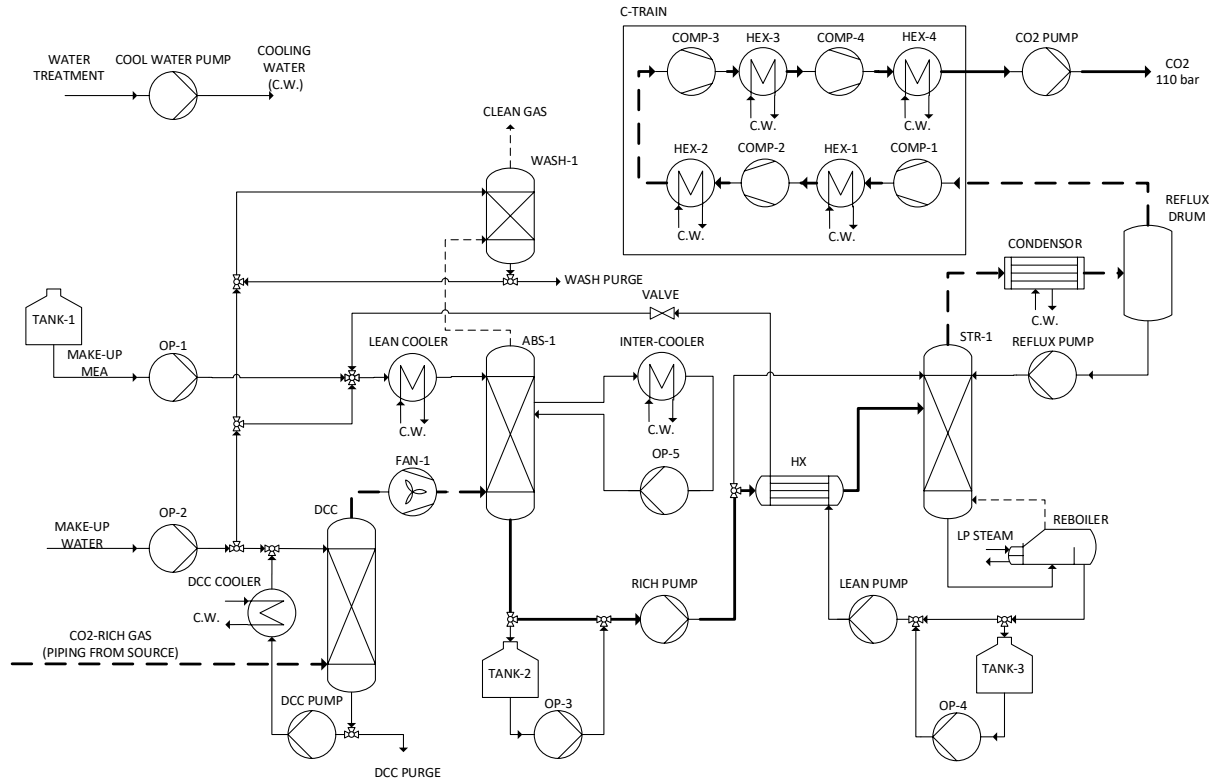 C-TRAIN
COMP-3
HEX-3
COMP-4
HEX-4
CO2 PUMP
WATER
TREATMENT
COOL WATER PUMP
COOLING
WATER
(C.W.)
CO2
110 bar
C.W.
C.W.
CLEAN GAS
HEX-2
COMP-2
HEX-1
COMP-1
WASH-1
C.W.
C.W.
REFLUX
DRUM
CONDENSOR
WASH PURGE
VALVE
C.W.
TANK-1
MAKE-UP
MEA
OP-1
LEAN COOLER
ABS-1
INTER-COOLER
STR-1
REFLUX PUMP
C.W.
C.W.
FAN-1
OP-5
HX
DCC
MAKE-UP
WATER
OP-2
LP STEAM
REBOILER
DCC COOLER
C.W.
RICH PUMP
LEAN PUMP
CO2-RICH GAS
(PIPING FROM SOURCE)
TANK-2
TANK-3
DCC PUMP
OP-3
OP-4
DCC PURGE